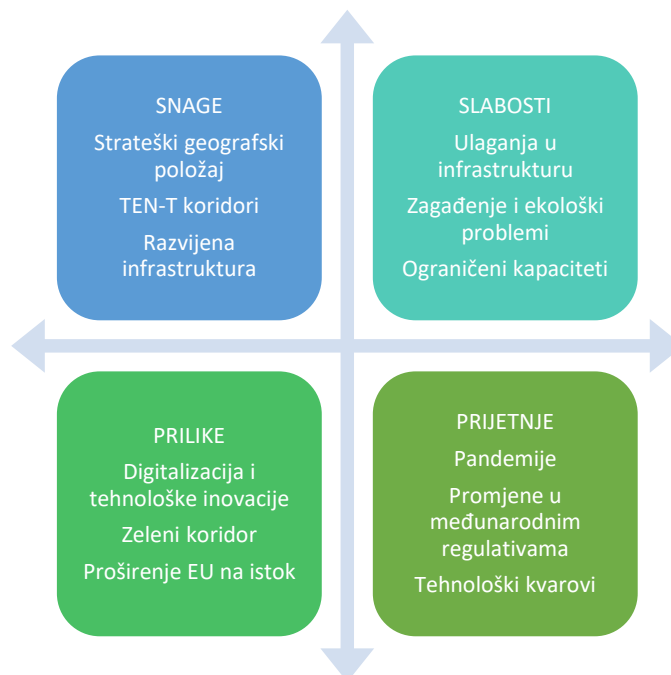 SNAGE
Strateški geografski
položaj
TEN-T koridori
Razvijena
infrastruktura
SLABOSTI
Ulaganja u
infrastrukturu
Zagađenje i ekološki
problemi
Ograničeni kapaciteti
PRILIKE
Digitalizacija i
tehnološke inovacije
Zeleni koridor
Proširenje EU na istok
PRIJETNJE
Pandemije
Promjene u
međunarodnim
regulativama
Tehnološki kvarovi